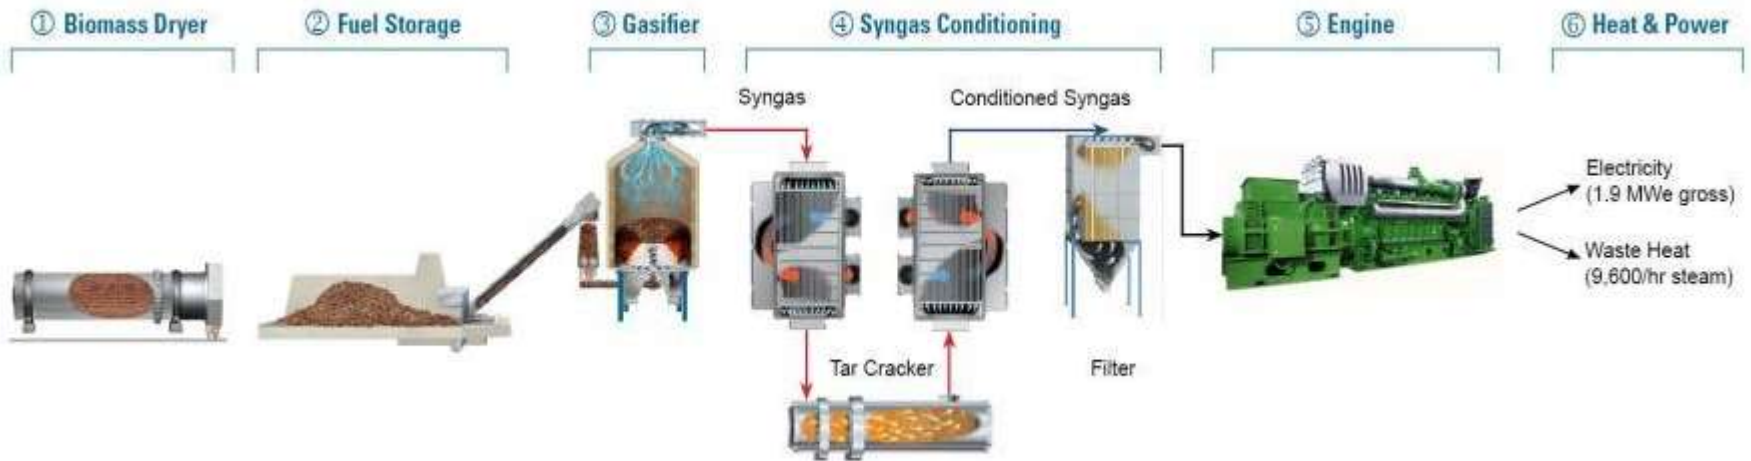 ① Biomass Dryer
② Fuel Storage
③ Gasifier
④ Syngas Conditioning
⑤ Engine
⑥ Heat & Power
Syngas
Conditioned Syngas
Electricity
(1.9 MWe gross)
Waste Heat
(9,600/hr steam)
Tar Cracker
Filter